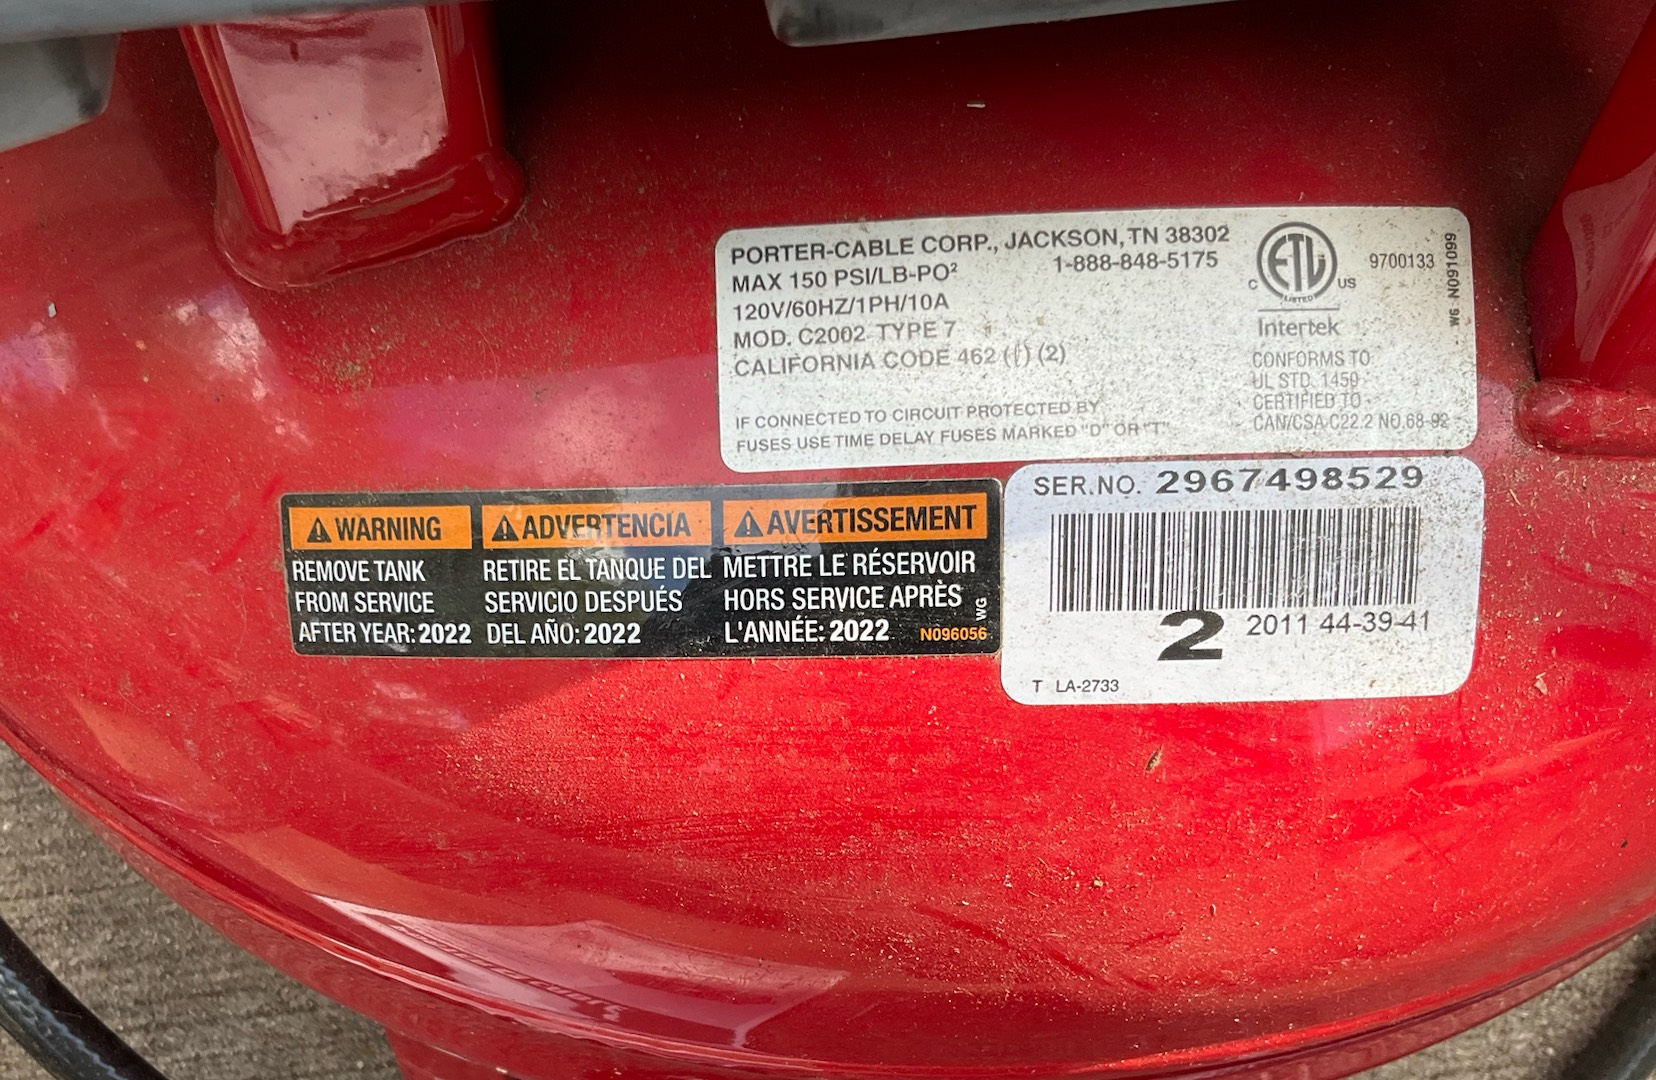 PORTER-CABLE CORP., JACKSON, TN 38302
MAX 150 PSI/LB-PO² 1-888-848-5175
120V/60HZ/1PH/10A
MOD. C2002 TYPE 7
CALIFORNIA CODE 462 (l) (2)
IF CONNECTED TO CIRCUIT PROTECTED BY
FUSES USE TIME DELAY FUSES MARKED "D" OR "T".
ETL
LISTED
C US
Intertek
9700133
CONFORMS TO
UL STD. 1450
CERTIFIED TO
CAN/CSA C22.2 NO.68-92
WG N091099
WARNING
REMOVE TANK
FROM SERVICE
AFTER YEAR: 2022
ADVERTENCIA
RETIRE EL TANQUE DEL
SERVICIO DESPUÉS
DEL AÑO: 2022
AVERTISSEMENT
METTRE LE RÉSERVOIR
HORS SERVICE APRÈS
L'ANNÉE: 2022
N096056
WG
SER.NO. 2967498529
2 2011 44-39-41
T LA-2733